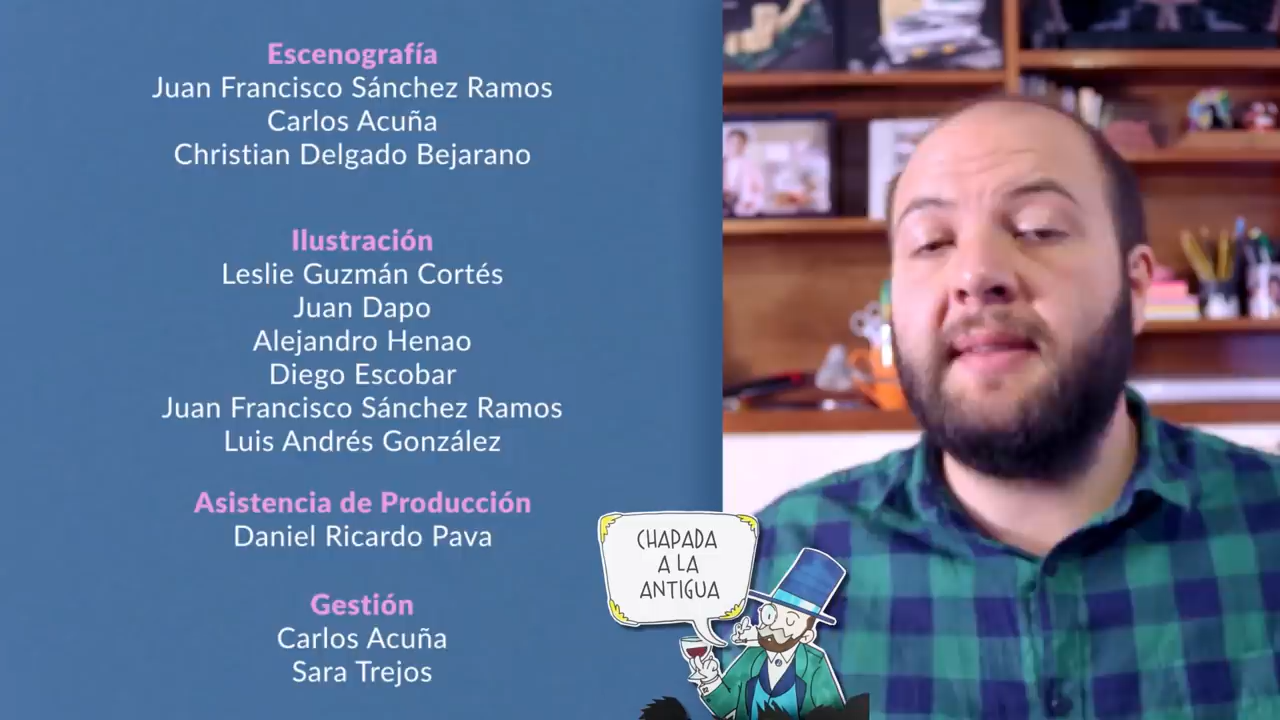 Escenografía
Juan Francisco Sánchez Ramos
Carlos Acuña
Christian Delgado Bejarano
Ilustración
Leslie Guzmán Cortés
Juan Dapo
Alejandro Henao
Diego Escobar
Juan Francisco Sánchez Ramos
Luis Andrés González
Asistencia de Producción
Daniel Ricardo Pava
Gestión
Carlos Acuña
Sara Trejos
CHAPADA
A LA
ANTIGUA